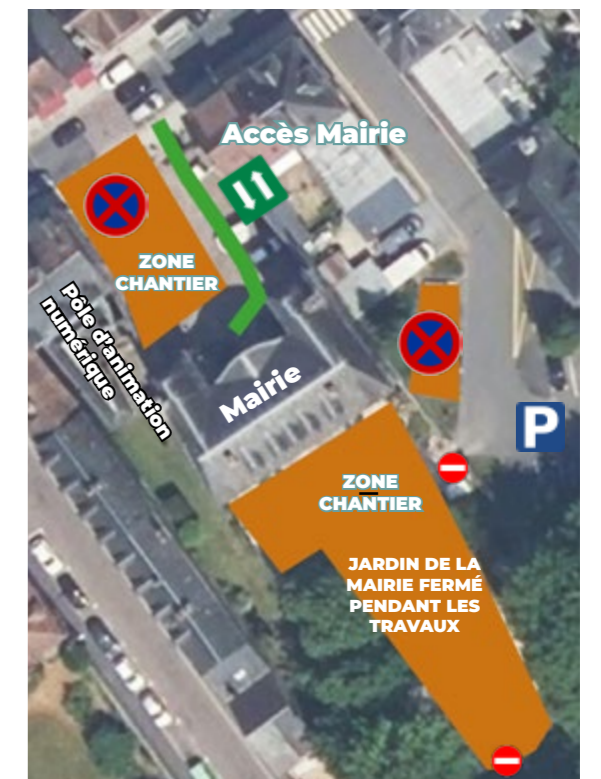 Accès Mairie
ZONE
CHANTIER
Pôle d'animation
numérique
Mairie
P
ZONE
CHANTIER
JARDIN DE LA
MAIRIE FERMÉ
PENDANT LES
TRAVAUX